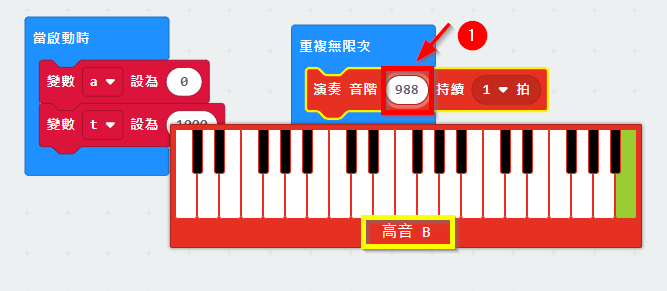 當啟動時
變數 a 設為 0
變數 t 設為 1000
1
重複無限次
演奏 音階 988 持續 1 拍
高音 B